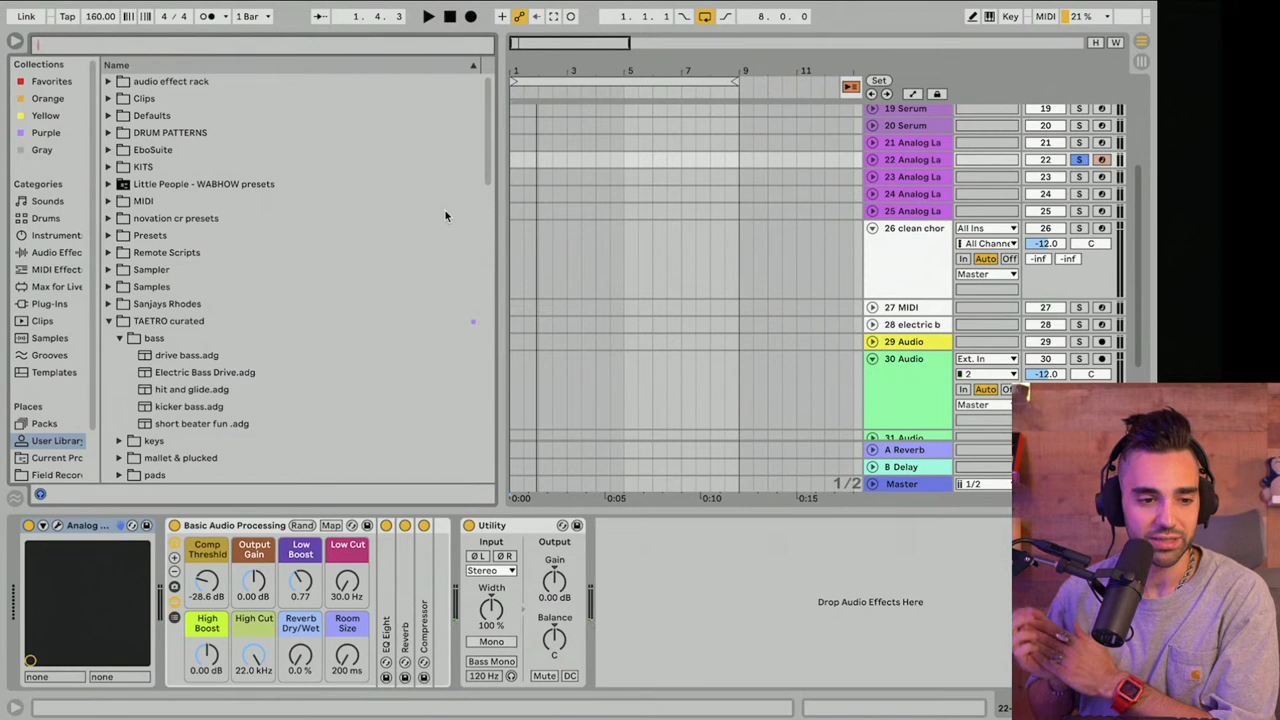 Link Tap 160.00 4 / 4 1 Bar 1. 4. 3 1. 1. 1 8. 0. 0 Key MIDI 21 %
H W
Collections Name
Favorites audio effect rack
Orange Clips
Yellow Defaults
Purple DRUM PATTERNS
Gray EboSuite
KITS
Categories Little People - WABHOW presets
Sounds MIDI
Drums novation cr presets
Instrument Presets
Audio Effec Remote Scripts
MIDI Effect Sampler
Max for Live Samples
Plug-Ins Sanjays Rhodes
Clips TAETRO curated
Samples bass
Grooves drive bass.adg
Templates Electric Bass Drive.adg
hit and glide.adg
Places kicker bass.adg
Packs short beater fun .adg
User Library keys
Current Pro mallet & plucked
Field Recor pads
1 3 5 7 9 11
Set
19 Serum 19 S
20 Serum 20 S
21 Analog La 21 S
22 Analog La 22 S
23 Analog La 23 S
24 Analog La 24 S
25 Analog La 25 S
26 clean chor All Ins 26 S
All Chann -12.0 C
In Auto Off -inf -inf
Master
27 MIDI 27 S
28 electric b 28 S
29 Audio 29 S
30 Audio Ext. In 30 S
2 -12.0 C
In Auto
Master
31 Audio
A Reverb
B Delay
1/2 Master 1/2
0:00 0:05 0:10 0:15
Analog ... Basic Audio Processing Rand Map Utility
Comp Threshld Output Gain Low Boost Low Cut
-28.6 dB 0.00 dB 0.77 30.0 Hz
High Boost High Cut Reverb Dry/Wet Room Size
0.00 dB 22.0 kHz 0.0 % 200 ms
none none
EQ Eight
Reverb
Compressor
Input Output
Ø L Ø R Gain
Stereo
Width 0.00 dB
100 % Balance
Mono C
Bass Mono
120 Hz Mute DC
Drop Audio Effects Here
22-